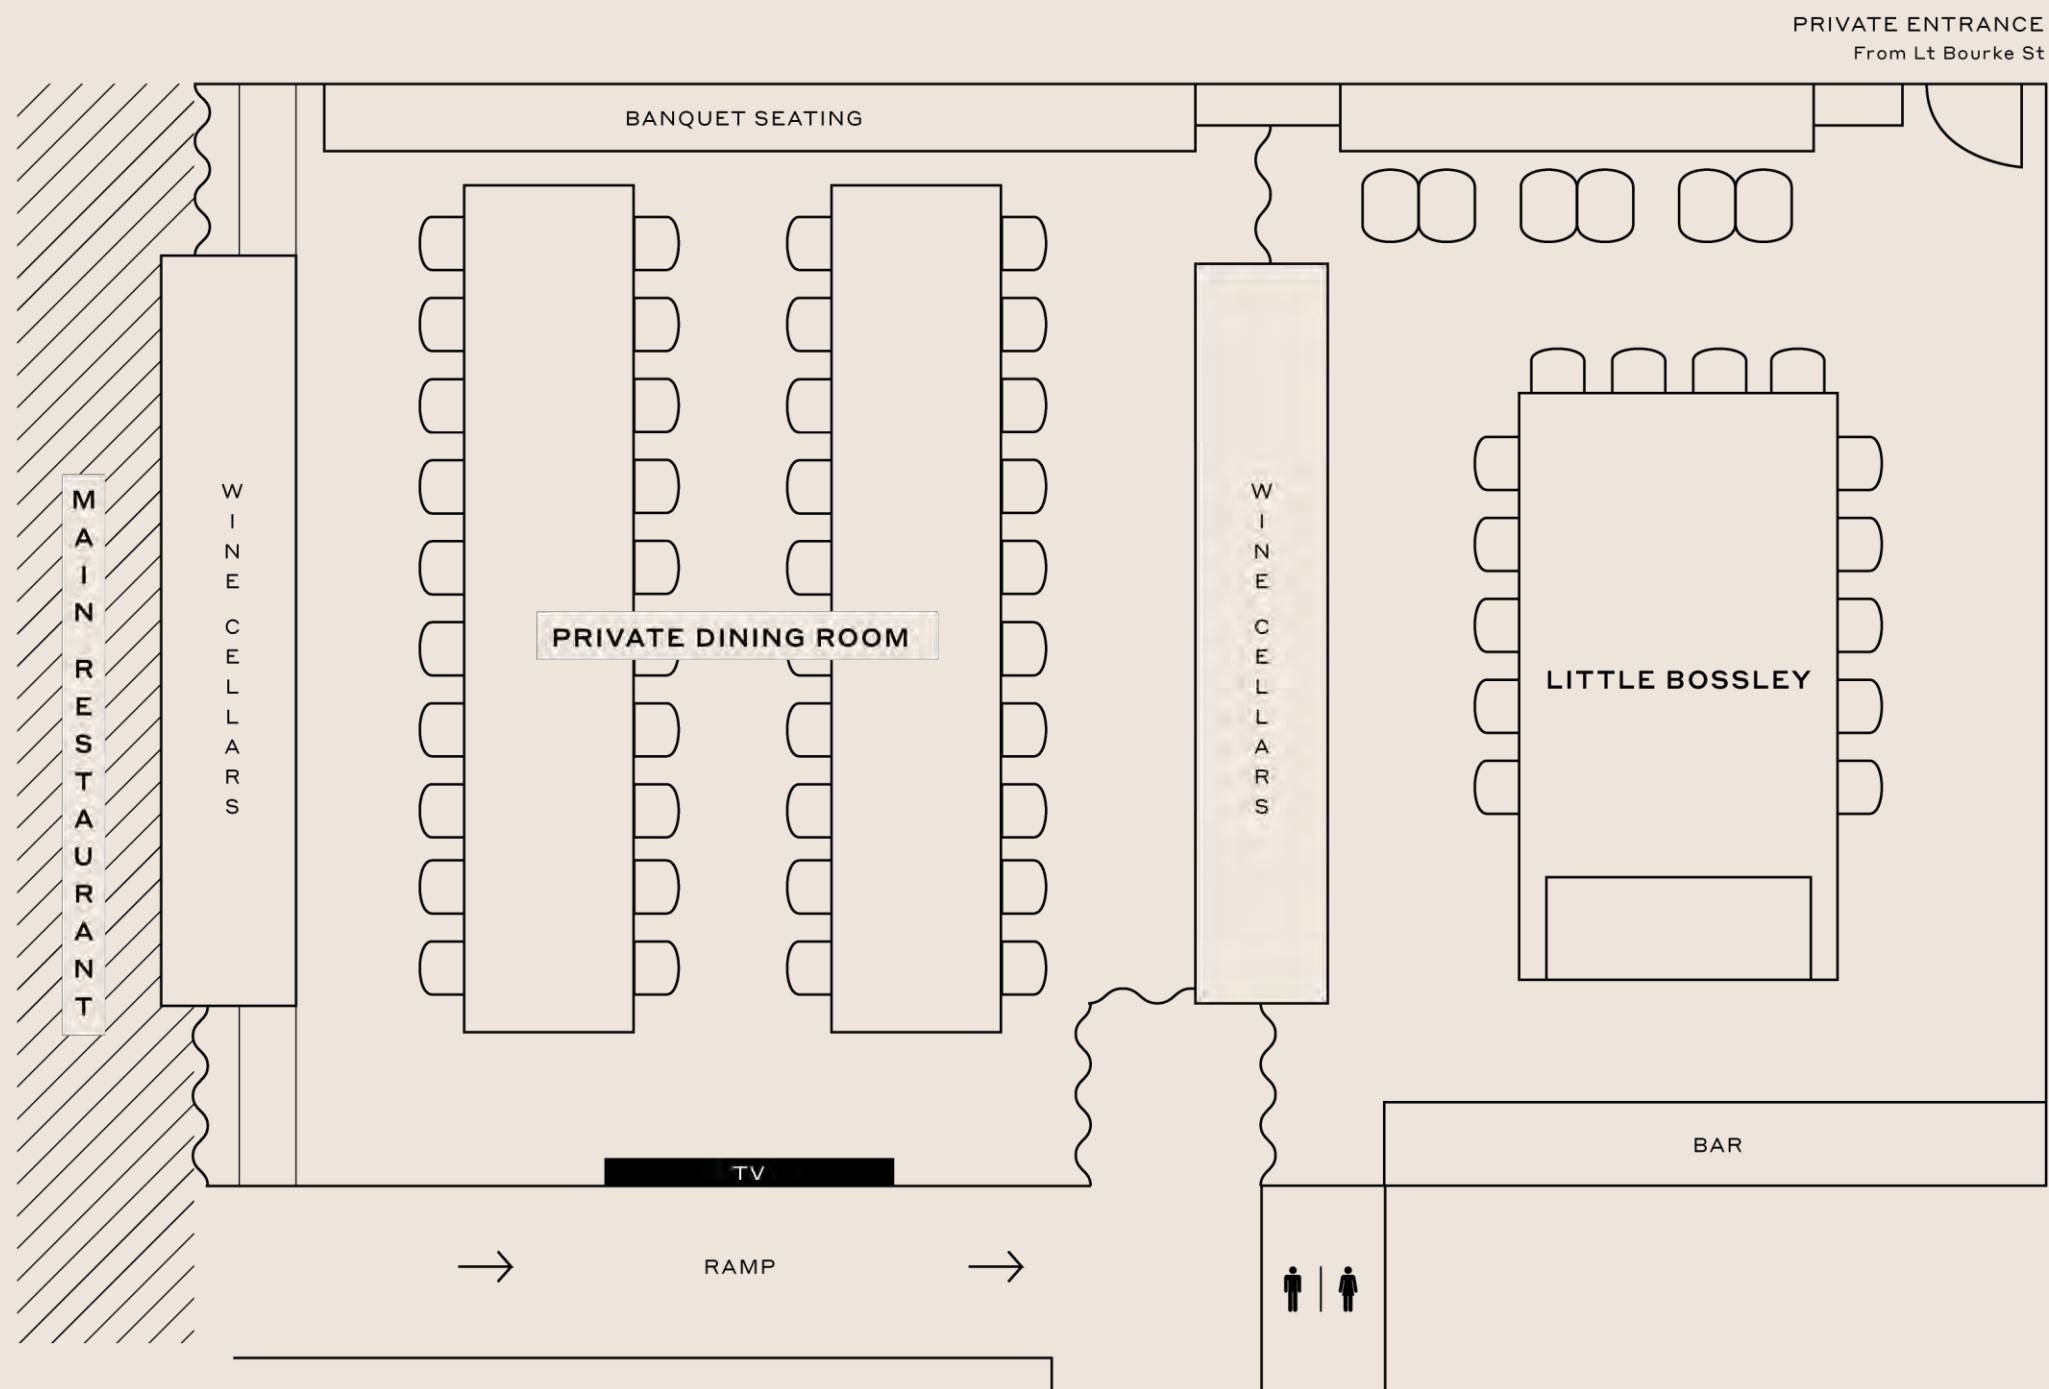 PRIVATE ENTRANCE
From Lt Bourke St
BANQUET SEATING
MAIN RESTAURANT
WINE CELLARS
PRIVATE DINING ROOM
WINE CELLARS
LITTLE BOSSLEY
BAR
TV
RAMP